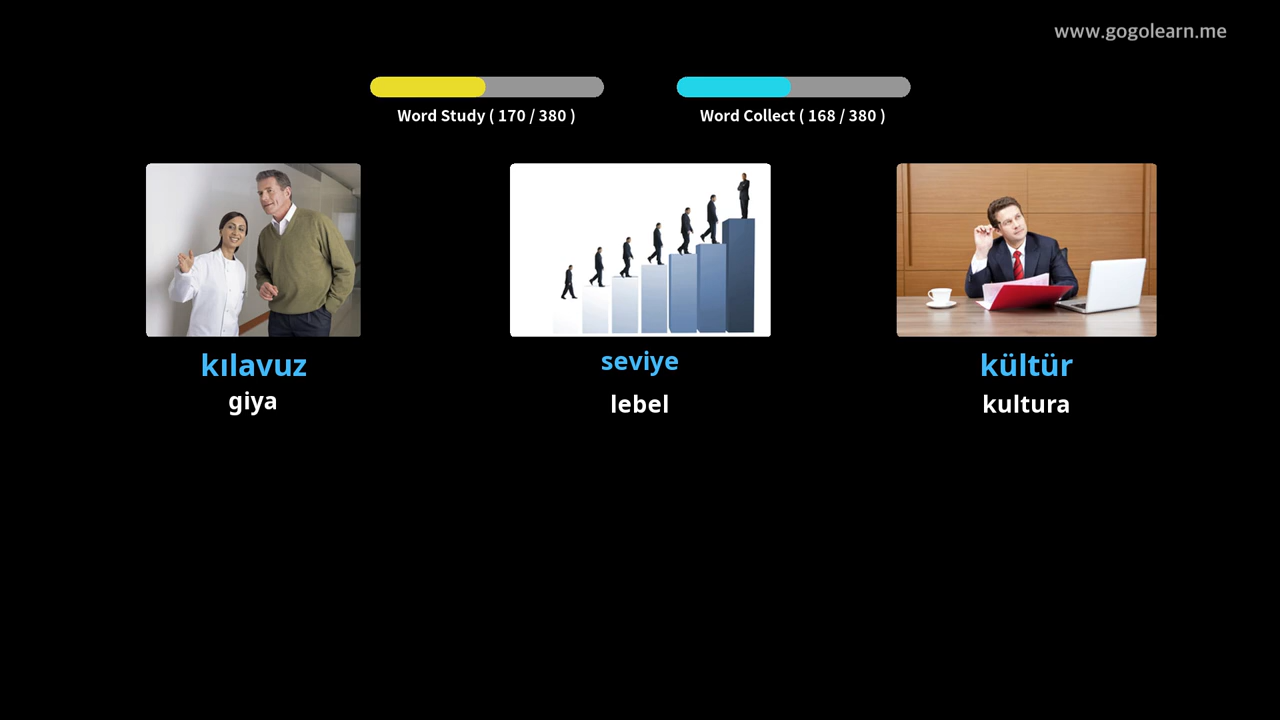 www.gogolearn.me
Word Study ( 170 / 380 )
Word Collect ( 168 / 380 )
kılavuz
giya
seviye
lebel
kültür
kultura